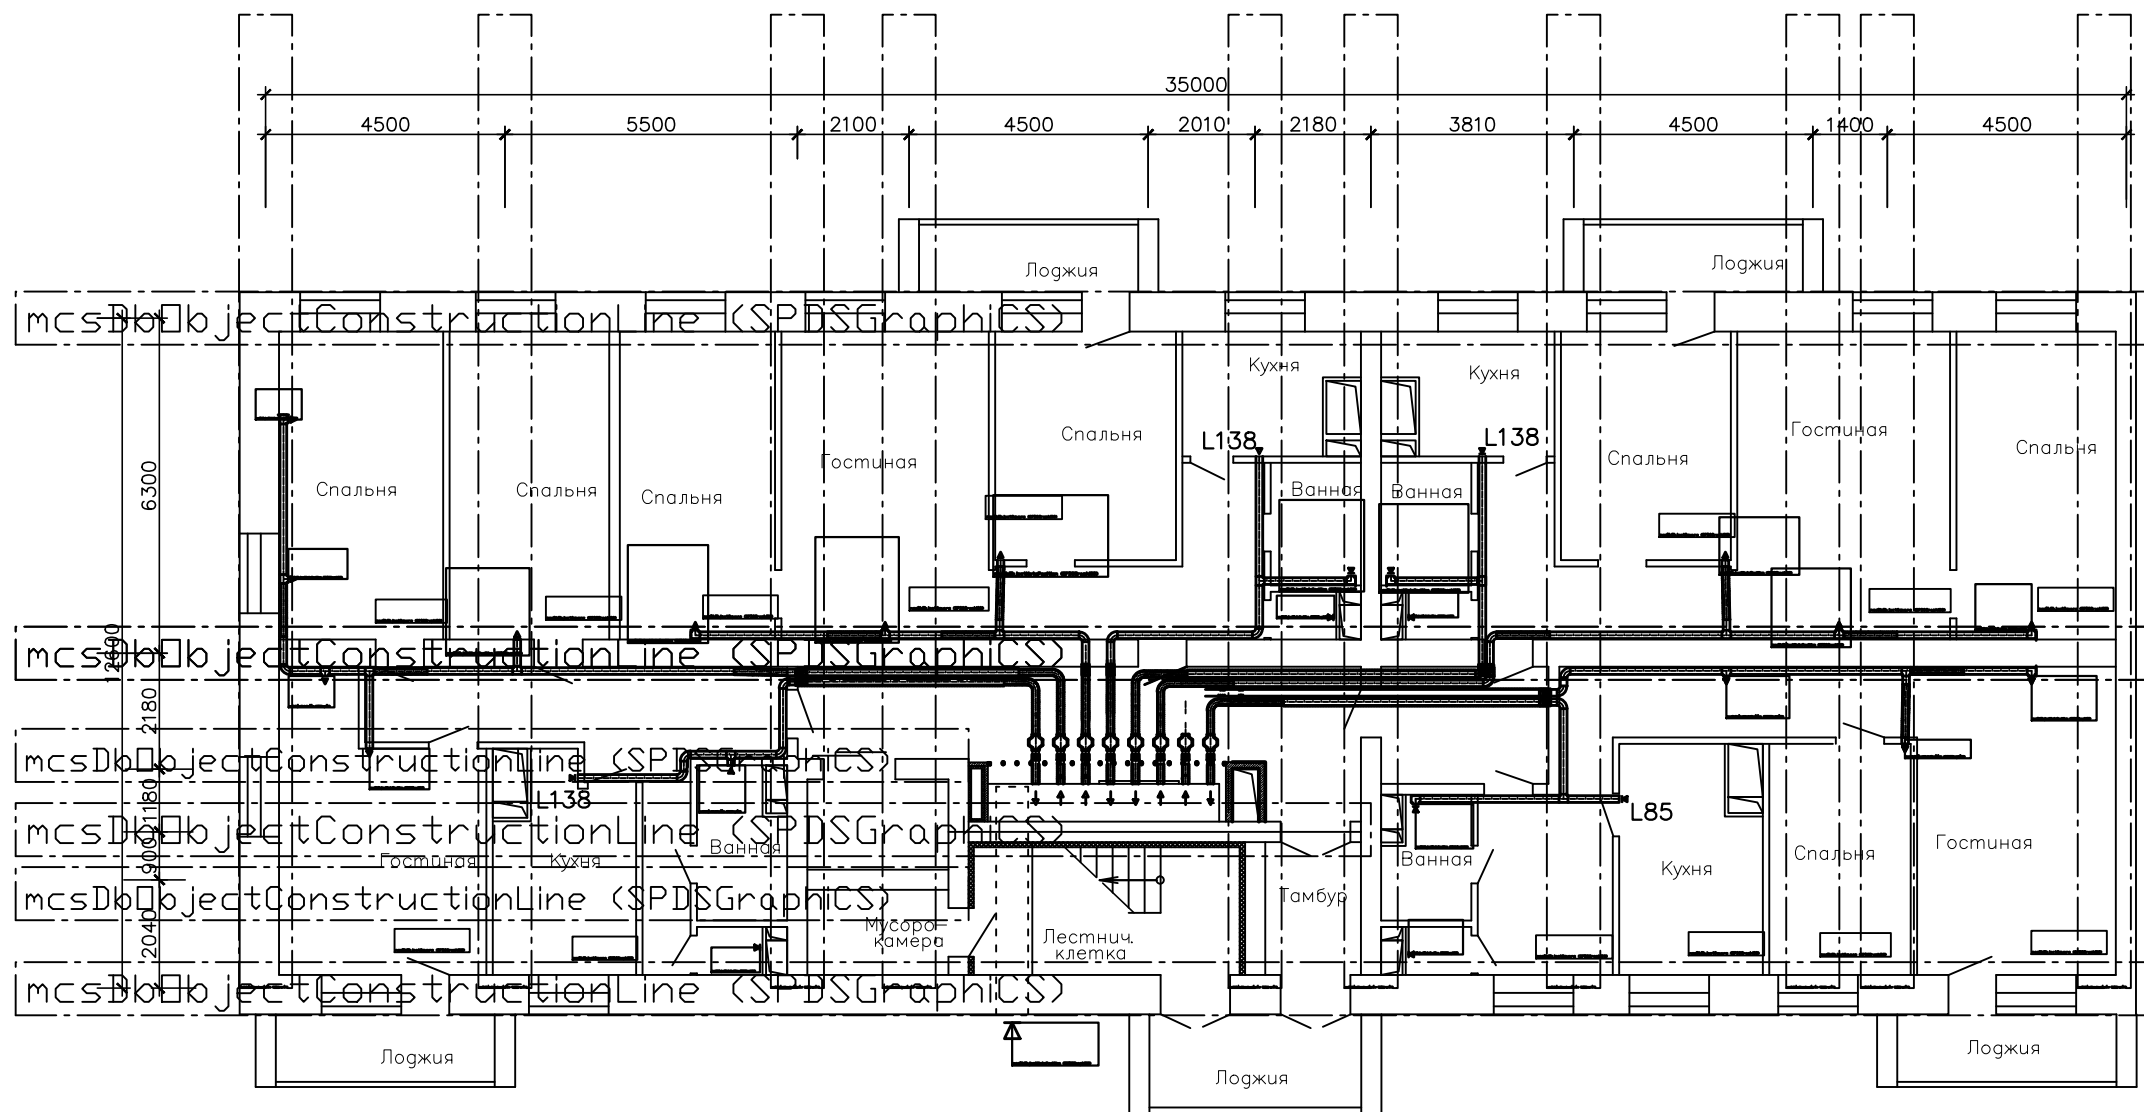 35000
4500 5500 2100 4500 2010 2180 3810 4500 1400 4500
Лоджия Лоджия
mcsDbObjectConstructionLine (SPDSGraphiCS)
Кухня Кухня
Спальня Гостиная
L138 L138
Гостиная Спальня Спальня
Спальня Спальня Спальня Ванная Ванная
6300
mcsDbObjectConstructionLine (SPDSGraphiCS)
12600
2180
mcsDbObjectConstructionLine (SPDSGraphiCS)
L138 L85
1180
mcsDbObjectConstructionLine (SPDSGraphiCS)
Гостиная Кухня Ванная Ванная Кухня Спальня Гостиная
900
mcsDbObjectConstructionLine (SPDSGraphiCS)
Тамбур
2040
Мусоро-
камера
Лестнич.
клетка
mcsDbObjectConstructionLine (SPDSGraphiCS)
Лоджия Лоджия Лоджия